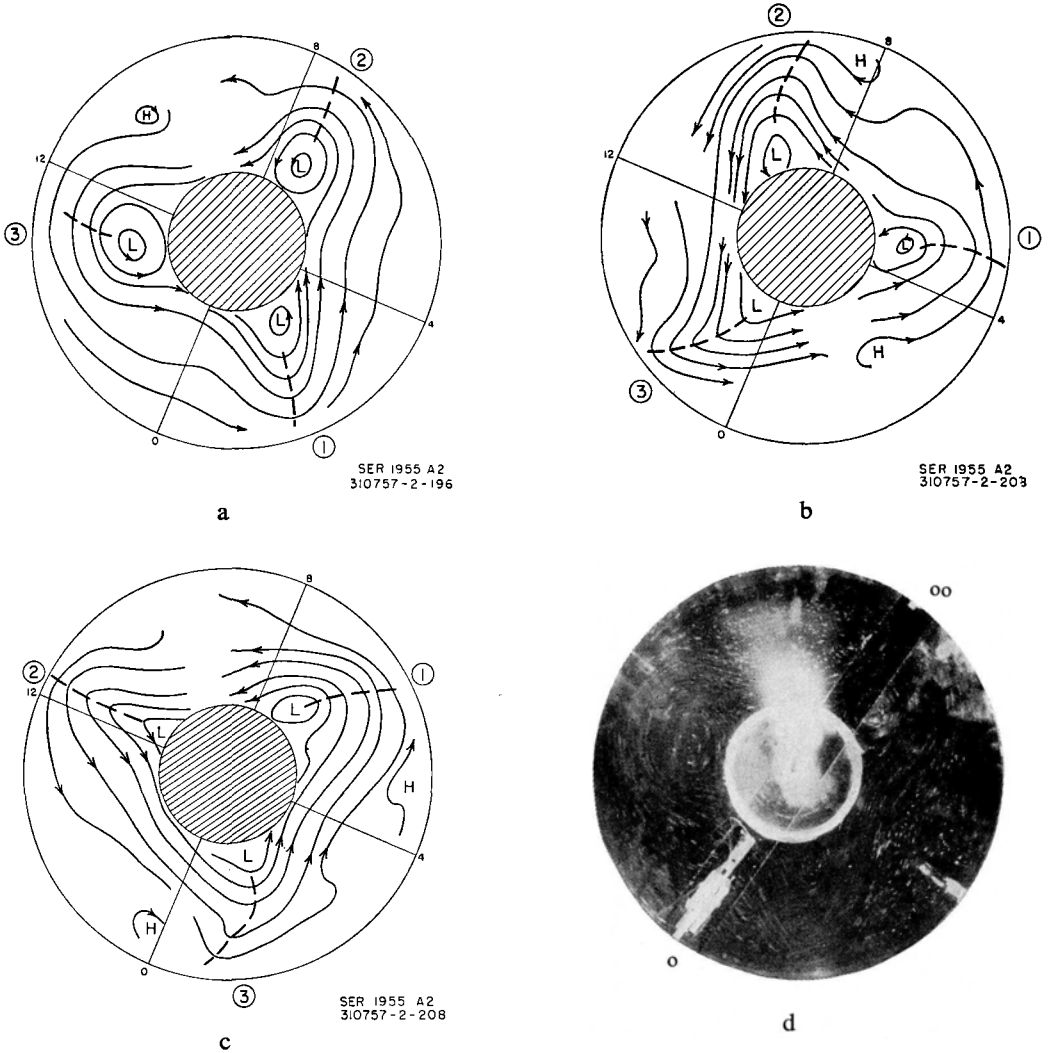 8
②
H
L
12
③
L
L
4
0
①
SER 1955 A2
310757-2-196
a
②
8
H
12
L
L
①
L
4
H
③
0
SER 1955 A2
310757-2-203
b
8
②
12
①
L
L
H
L
4
H
0
③
SER 1955 A2
310757-2-208
c
oo
o
d